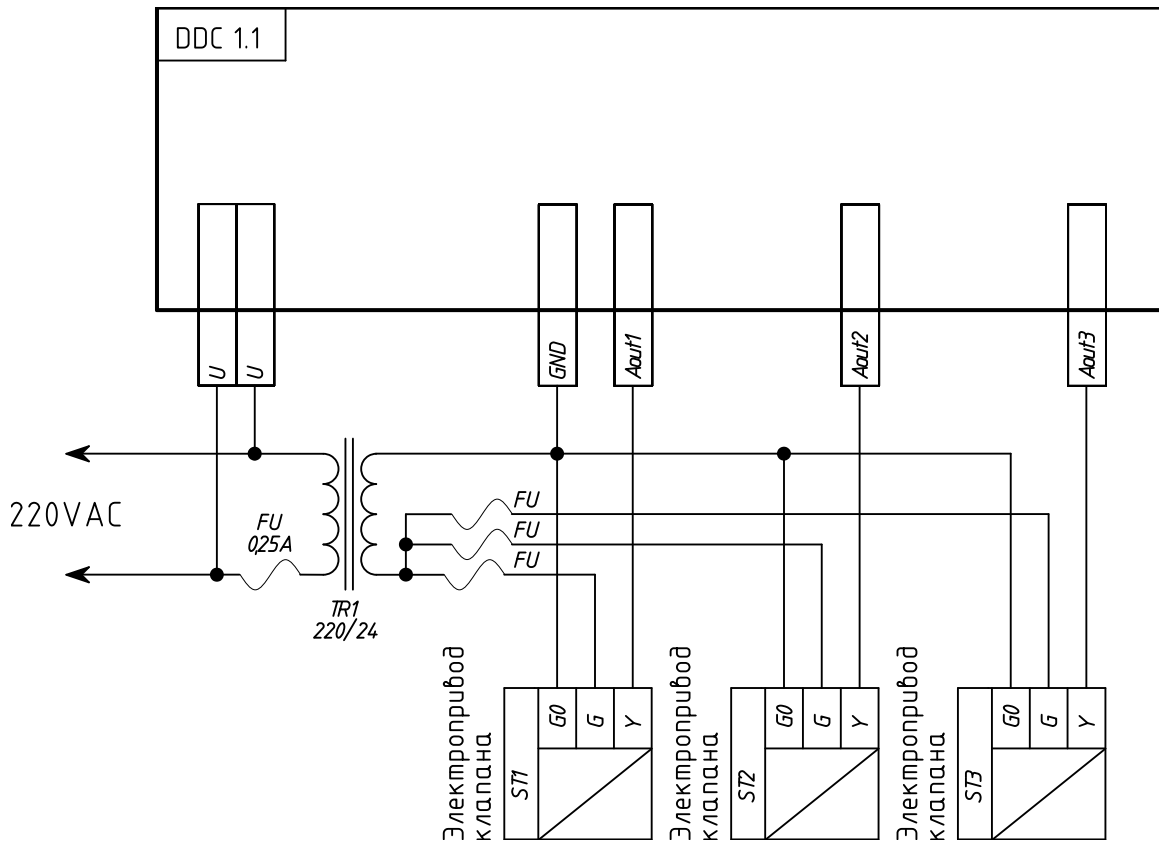 DDC 1.1
U
U
GND
Aout1
Aout2
Aout3
220VAC
FU
0,25A
FU
FU
FU
TR1
220/24
Электропривод
клапана
ST1
G0
G
Y
Электропривод
клапана
ST2
G0
G
Y
Электропривод
клапана
ST3
G0
G
Y